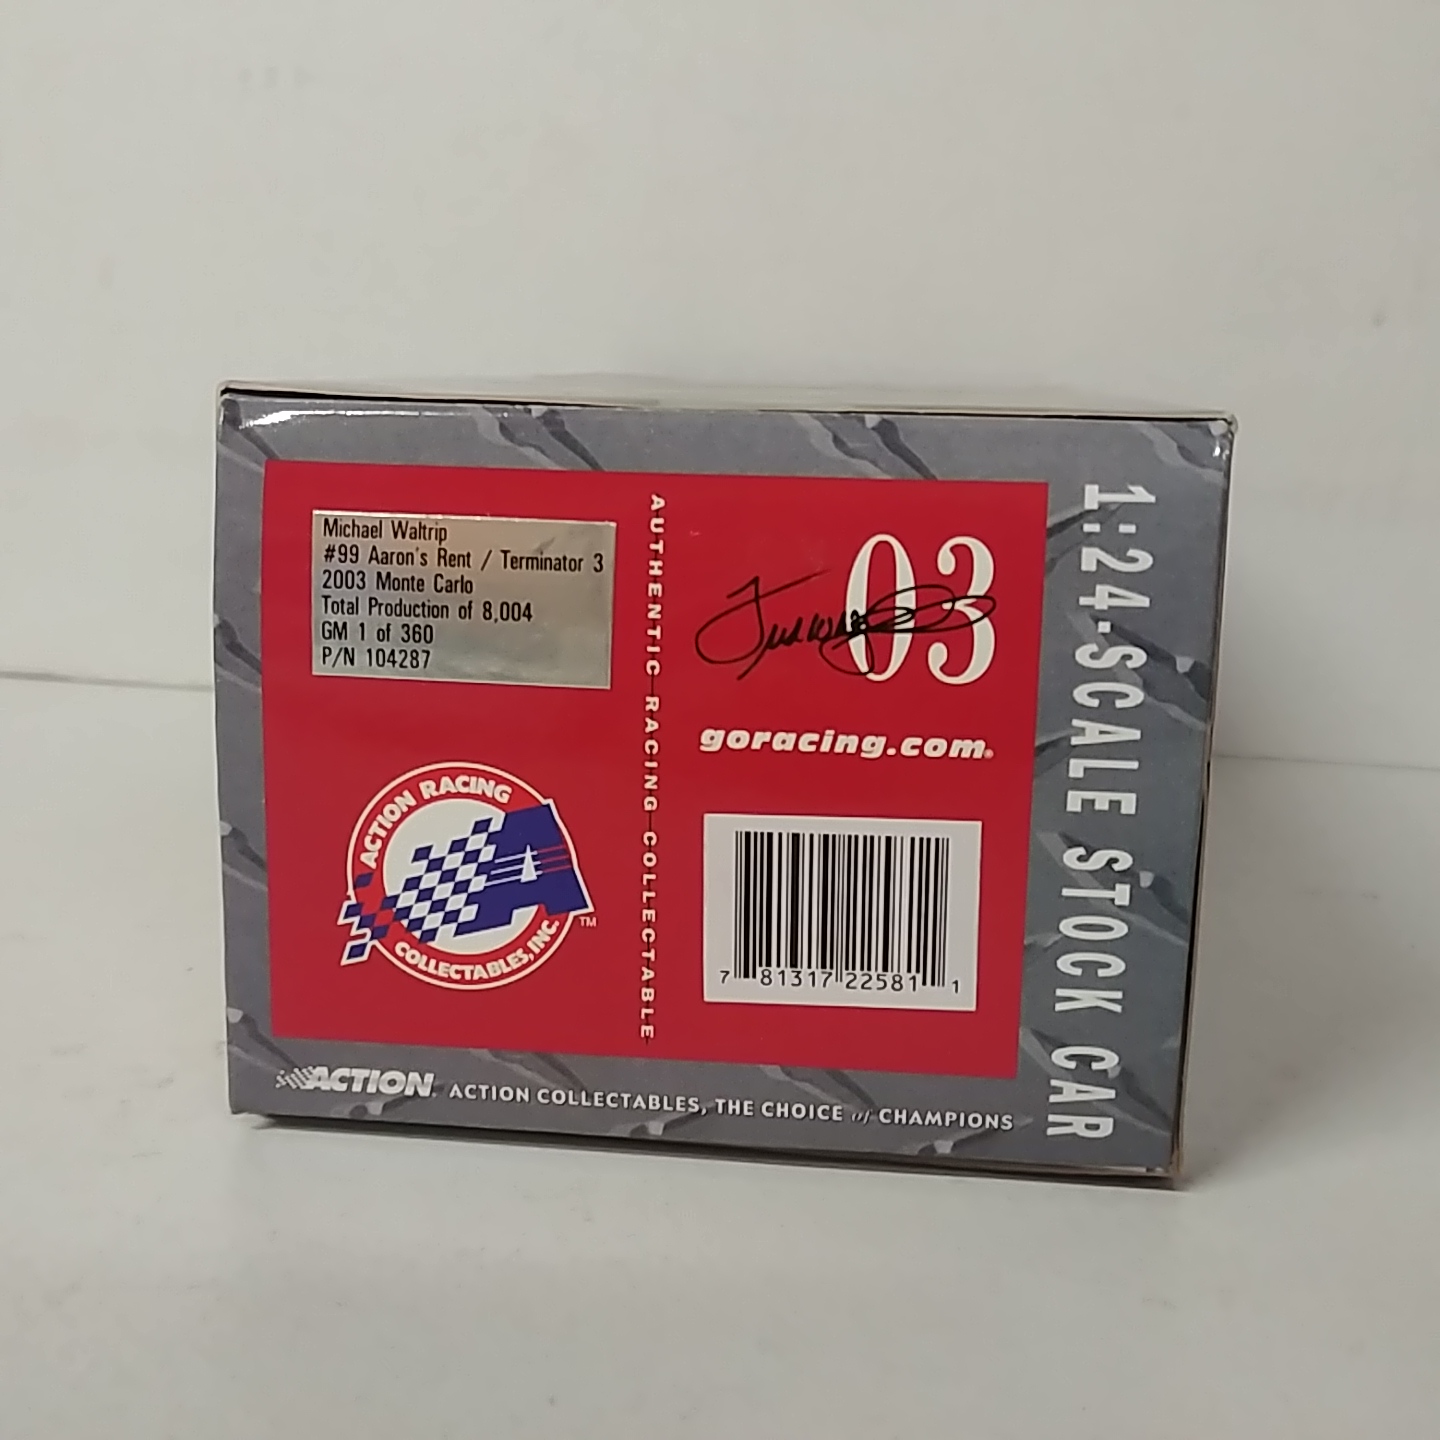 Michael Waltrip
#99 Aaron's Rent / Terminator 3
2003 Monte Carlo
Total Production of 8,004
GM 1 of 360
P/N 104287
AUTHENTIC RACING COLLECTABLE
03
goracing.com®
ACTION RACING
COLLECTABLES, INC.
TM
7 81317 22581 1
ACTION® ACTION COLLECTABLES, THE CHOICE of CHAMPIONS
1:24-SCALE STOCK CAR